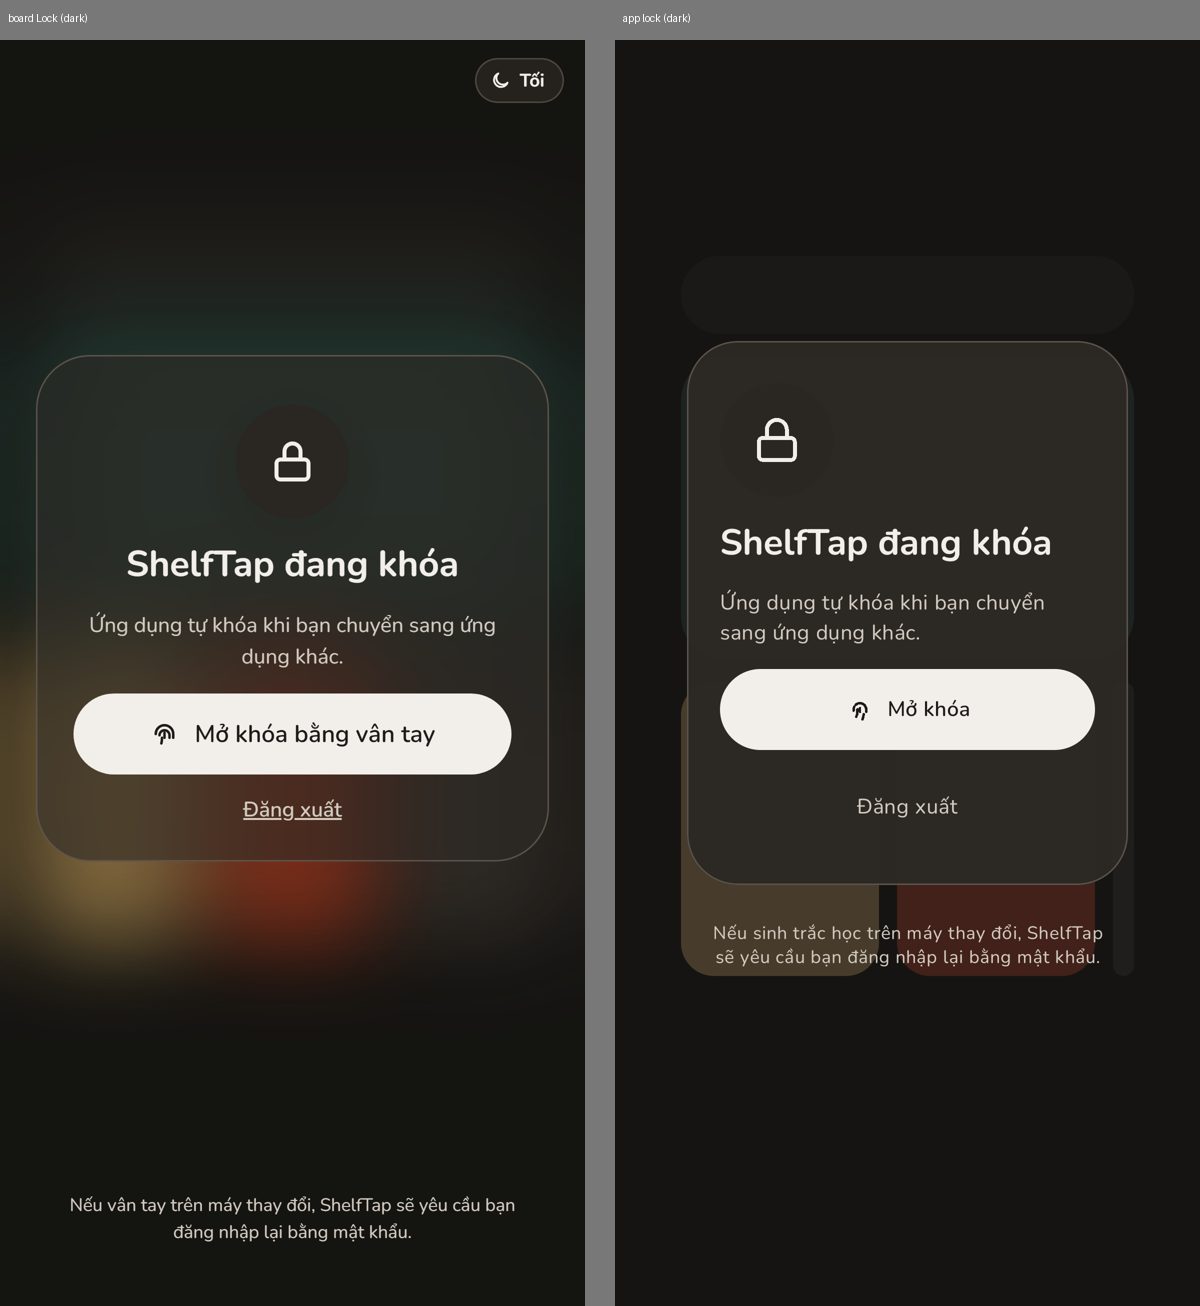 board Lock (dark)
Tối
ShelfTap đang khóa
Ứng dụng tự khóa khi bạn chuyển sang ứng
dụng khác.
Mở khóa bằng vân tay
Đăng xuất
Nếu vân tay trên máy thay đổi, ShelfTap sẽ yêu cầu bạn
đăng nhập lại bằng mật khẩu.
app lock (dark)
ShelfTap đang khóa
Ứng dụng tự khóa khi bạn chuyển
sang ứng dụng khác.
Mở khóa
Đăng xuất
Nếu sinh trắc học trên máy thay đổi, ShelfTap
sẽ yêu cầu bạn đăng nhập lại bằng mật khẩu.